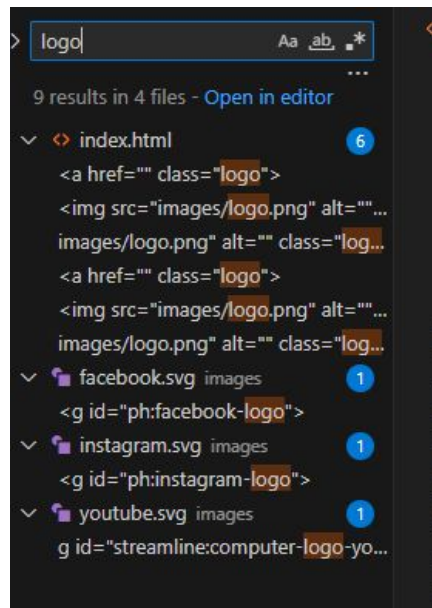 logo Aa ab .*
...
9 results in 4 files - Open in editor
index.html 6
<a href="" class="logo">
<img src="images/logo.png" alt=""...
images/logo.png" alt="" class="log...
<a href="" class="logo">
<img src="images/logo.png" alt=""...
images/logo.png" alt="" class="log...
facebook.svg images 1
<g id="ph:facebook-logo">
instagram.svg images 1
<g id="ph:instagram-logo">
youtube.svg images 1
g id="streamline:computer-logo-yo...